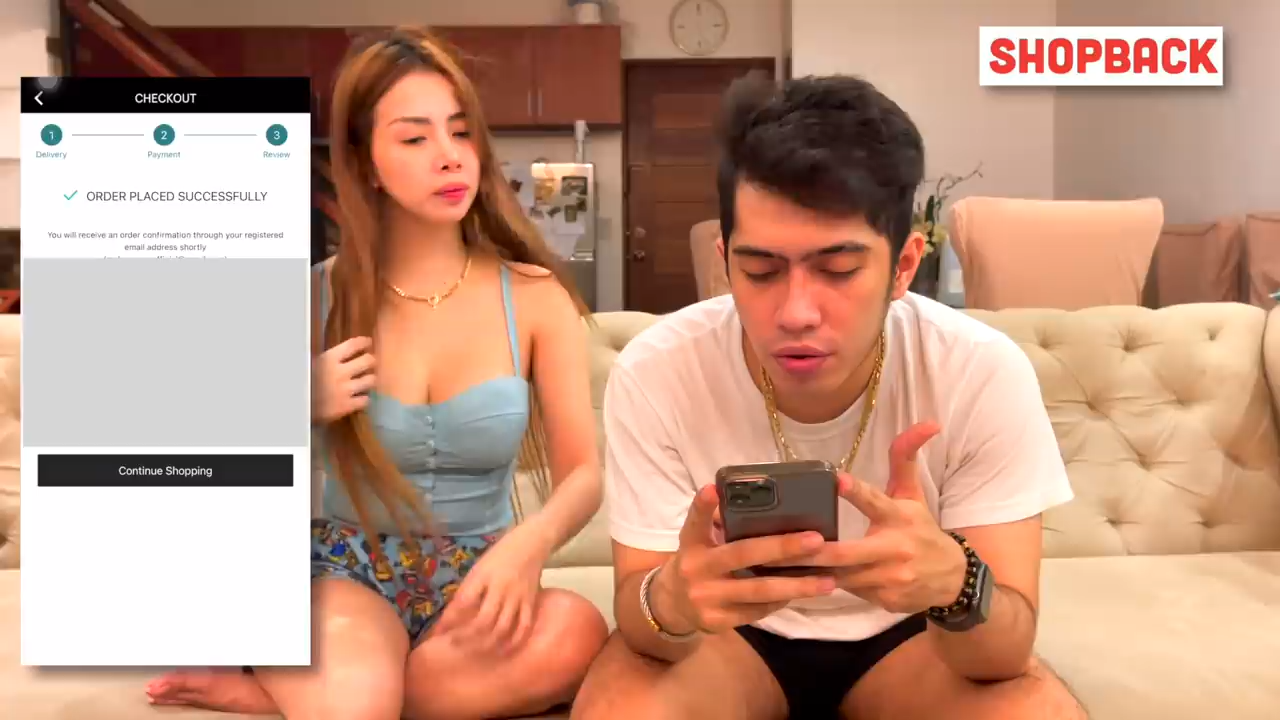 SHOPBACK
CHECKOUT
1 2 3
Delivery Payment Review
ORDER PLACED SUCCESSFULLY
You will receive an order confirmation through your registered
email address shortly
Continue Shopping